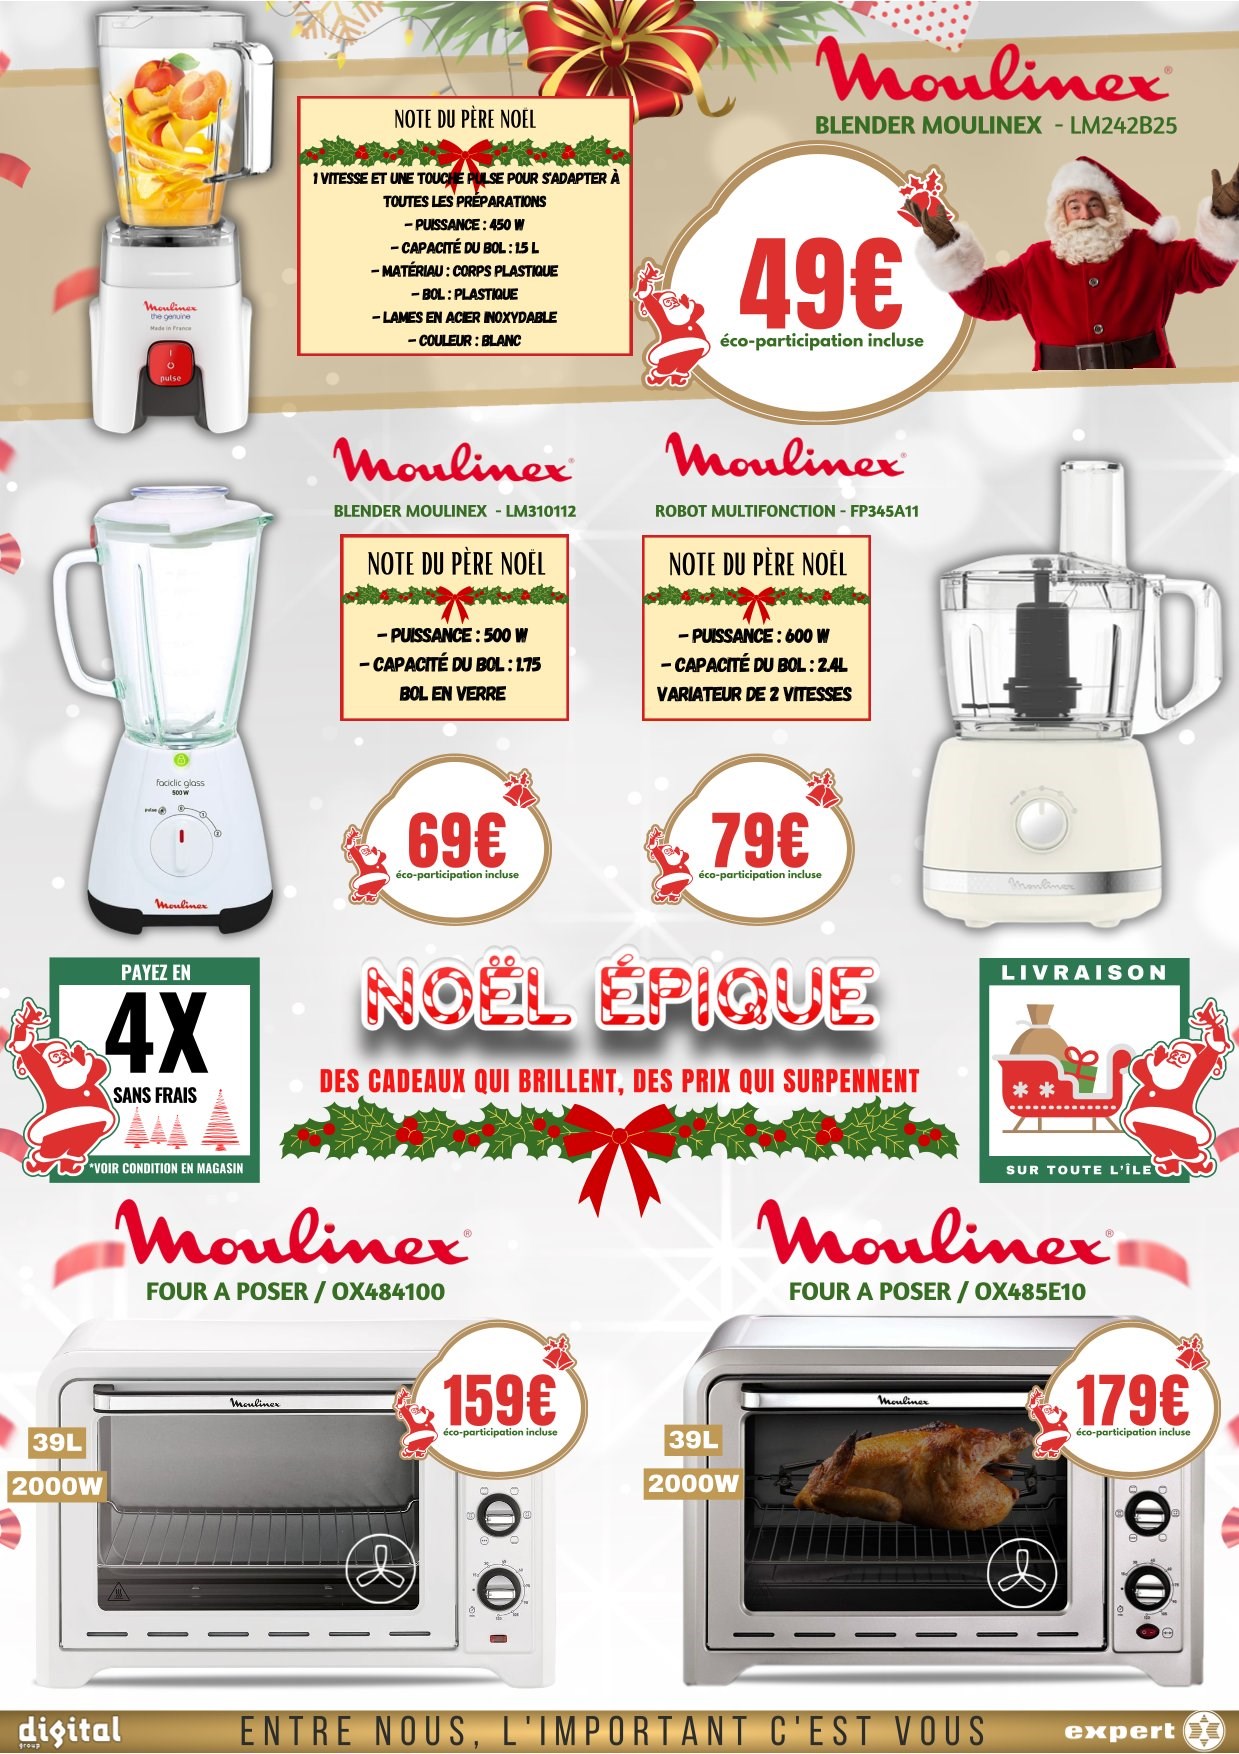 Moulinex
BLENDER MOULINEX - LM242B25
NOTE DU PÈRE NOËL
1 VITESSE ET UNE TOUCHE PULSE POUR S'ADAPTER À
TOUTES LES PRÉPARATIONS
- PUISSANCE : 450 W
- CAPACITÉ DU BOL : 1.5 L
- MATÉRIAU : CORPS PLASTIQUE
- BOL : PLASTIQUE
- LAMES EN ACIER INOXYDABLE
- COULEUR : BLANC
49€
éco-participation incluse
Moulinex
the genuine
Made in France
pulse
Moulinex
BLENDER MOULINEX - LM310112
NOTE DU PÈRE NOËL
- PUISSANCE : 500 W
- CAPACITÉ DU BOL : 1.75
BOL EN VERRE
69€
éco-participation incluse
Moulinex
ROBOT MULTIFONCTION - FP345A11
NOTE DU PÈRE NOËL
- PUISSANCE : 600 W
- CAPACITÉ DU BOL : 2.4L
VARIATEUR DE 2 VITESSES
79€
éco-participation incluse
faciclic glass
500 W
pulse
Moulinex
Moulinex
PAYEZ EN
4X
SANS FRAIS
*VOIR CONDITION EN MAGASIN
NOËL ÉPIQUE
DES CADEAUX QUI BRILLENT, DES PRIX QUI SURPENNENT
LIVRAISON
SUR TOUTE L'ÎLE
Moulinex
FOUR A POSER / OX484100
159€
éco-participation incluse
Moulinex
39L
2000W
Moulinex
FOUR A POSER / OX485E10
179€
éco-participation incluse
Moulinex
39L
2000W
digital
group
ENTRE NOUS, L'IMPORTANT C'EST VOUS
expert